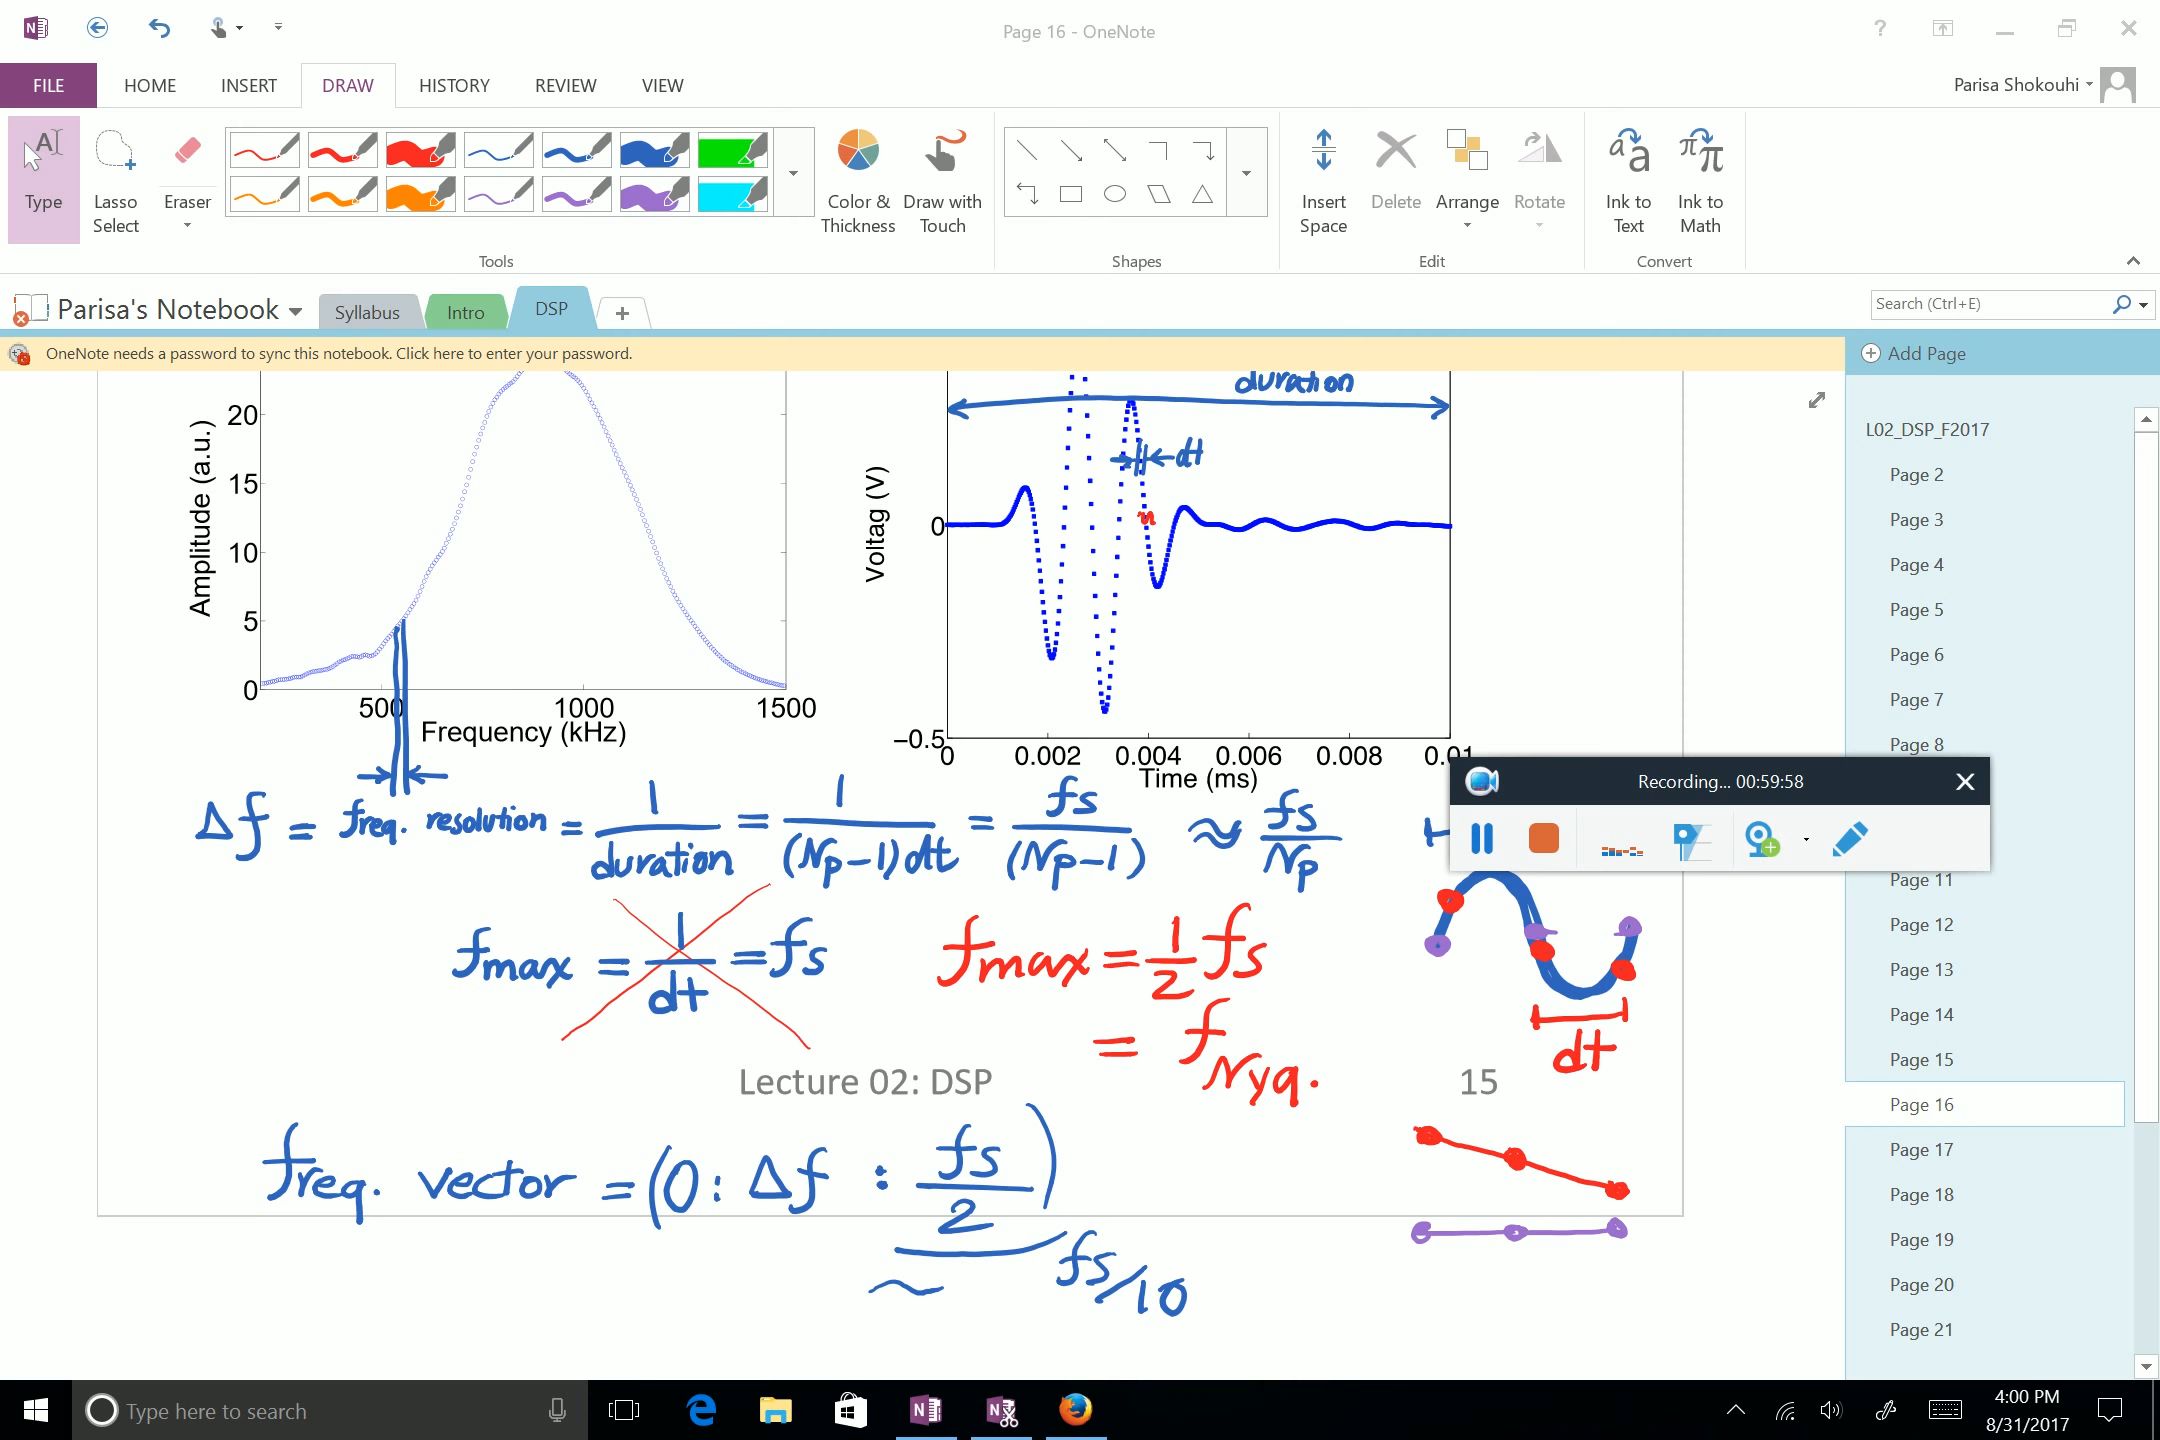 Page 16 - OneNote
?
FILE HOME INSERT DRAW HISTORY REVIEW VIEW
Parisa Shokouhi
Type
Lasso Select
Eraser
Color & Thickness
Draw with Touch
Insert Space
Delete
Arrange
Rotate
Ink to Text
Ink to Math
Tools
Shapes
Edit
Convert
Parisa's Notebook
Syllabus
Intro
DSP
Search (Ctrl+E)
OneNote needs a password to sync this notebook. Click here to enter your password.
Add Page
L02_DSP_F2017
Page 2
Page 3
Page 4
Page 5
Page 6
Page 7
Page 8
Page 11
Page 12
Page 13
Page 14
Page 15
Page 16
Page 17
Page 18
Page 19
Page 20
Page 21
Amplitude (a.u.)
20
15
10
5
0
500 1000 1500
Frequency (kHz)
duration
dt
Voltag (V)
0
-0.5
0 0.002 0.004 0.006 0.008 0.01
Time (ms)
Recording... 00:59:58
Δf = freq. resolution = 1/duration = 1/(Np-1)dt = fs/(Np-1) ≈ fs/Np
fmax = 1/dt = fs
fmax = 1/2 fs
= fNyq.
dt
Lecture 02: DSP
15
freq. vector = (0 : Δf : fs/2)
~ fs/10
Type here to search
4:00 PM
8/31/2017